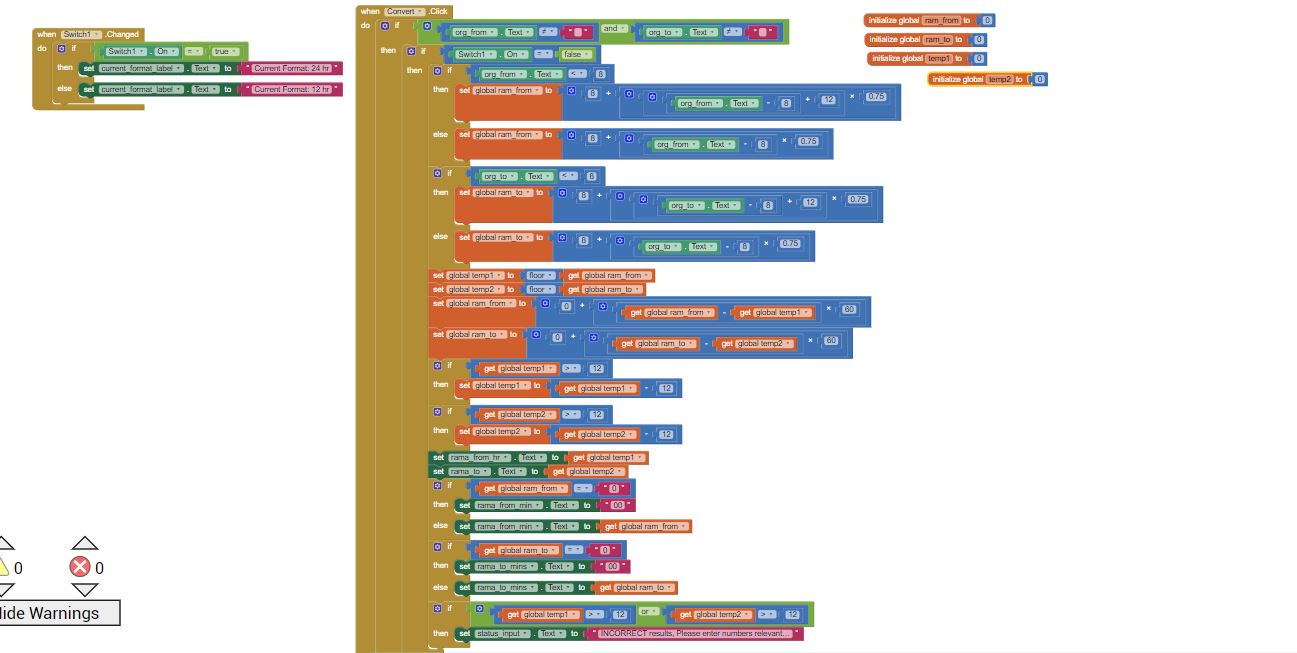 when Switch1 .Changed
do if Switch1 . On = true
then set current_format_label . Text to " Current Format: 24 hr "
else set current_format_label . Text to " Current Format: 12 hr "
when Convert .Click
do if org_from . Text ≠ " " and org_to . Text ≠ " "
then if Switch1 . On = false
then if org_from . Text < 8
then set global ram_from to 8 + org_from . Text - 8 + 12 × 0.75
else set global ram_from to 8 + org_from . Text - 8 × 0.75
if org_to . Text < 8
then set global ram_to to 8 + org_to . Text - 8 + 12 × 0.75
else set global ram_to to 8 + org_to . Text - 8 × 0.75
set global temp1 to floor get global ram_from
set global temp2 to floor get global ram_to
set global ram_from to 0 + get global ram_from - get global temp1 × 60
set global ram_to to 0 + get global ram_to - get global temp2 × 60
if get global temp1 > 12
then set global temp1 to get global temp1 - 12
if get global temp2 > 12
then set global temp2 to get global temp2 - 12
set rama_from_hr . Text to get global temp1
set rama_to . Text to get global temp2
if get global ram_from = " 0 "
then set rama_from_min . Text to " 00 "
else set rama_from_min . Text to get global ram_from
if get global ram_to = " 0 "
then set rama_to_mins . Text to " 00 "
else set rama_to_mins . Text to get global ram_to
if get global temp1 > 12 or get global temp2 > 12
then set status_input . Text to " INCORRECT results, Please enter numbers relevant... "
initialize global ram_from to 0
initialize global ram_to to 0
initialize global temp1 to 0
initialize global temp2 to 0
0 0
Hide Warnings